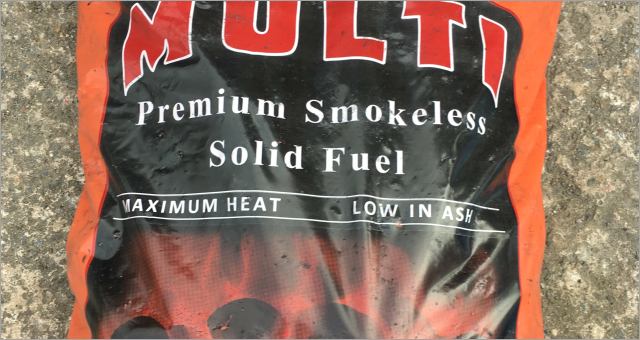 MULTI
Premium Smokeless
Solid Fuel
MAXIMUM HEAT LOW IN ASH